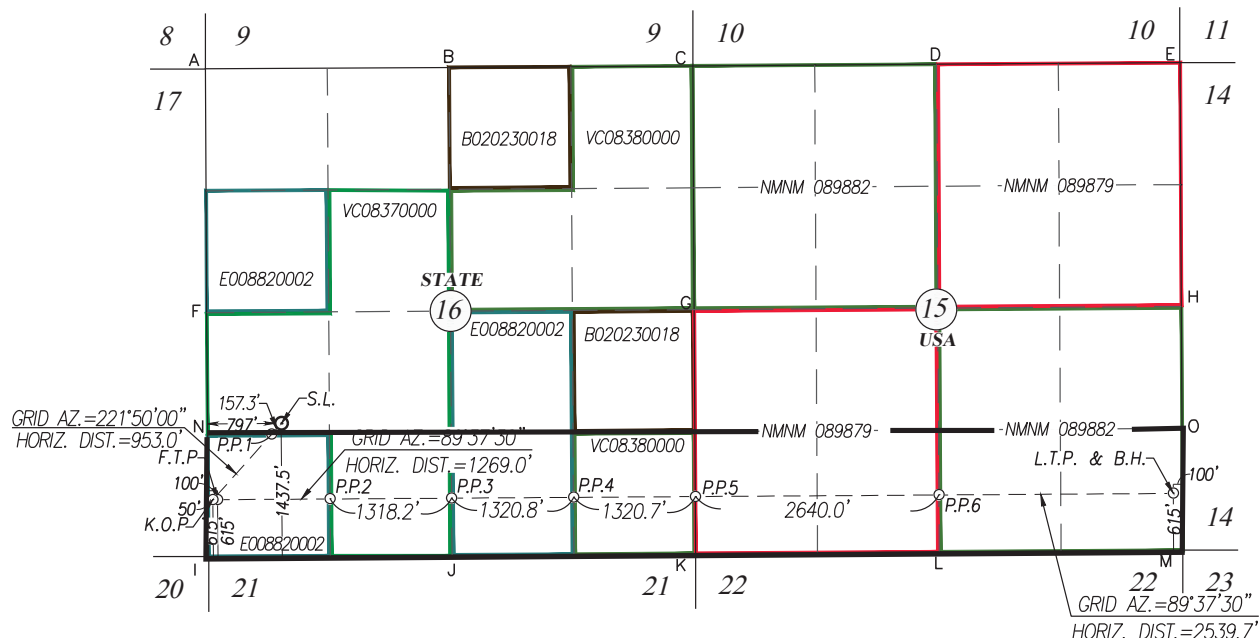 8 9 9 10 10 11
A B C D E
17 14
B020230018 VC08380000
NMNM 089882 NMNM 089879
VC08370000
E008820002
STATE
F 16 G 15 H
E008820002 B020230018
USA
157.3' S.L.
GRID AZ.=221°50'00"
797'
HORIZ. DIST.=953.0'
N P.P.1
GRID AZ.=89°37'30"
NMNM 089879 NMNM 089882 O
F.T.P.
HORIZ. DIST.=1269.0'
VC08380000
L.T.P. & B.H.
100' 1437.5' 100'
P.P.2 P.P.3 P.P.4 P.P.5 P.P.6
50'
K.O.P.
1318.2' 1320.8' 1320.7' 2640.0'
615' 615' 615'
E008820002
14
I J K L M
20 21 21 22 22 23
GRID AZ.=89°37'30"
HORIZ. DIST.=2539.7'